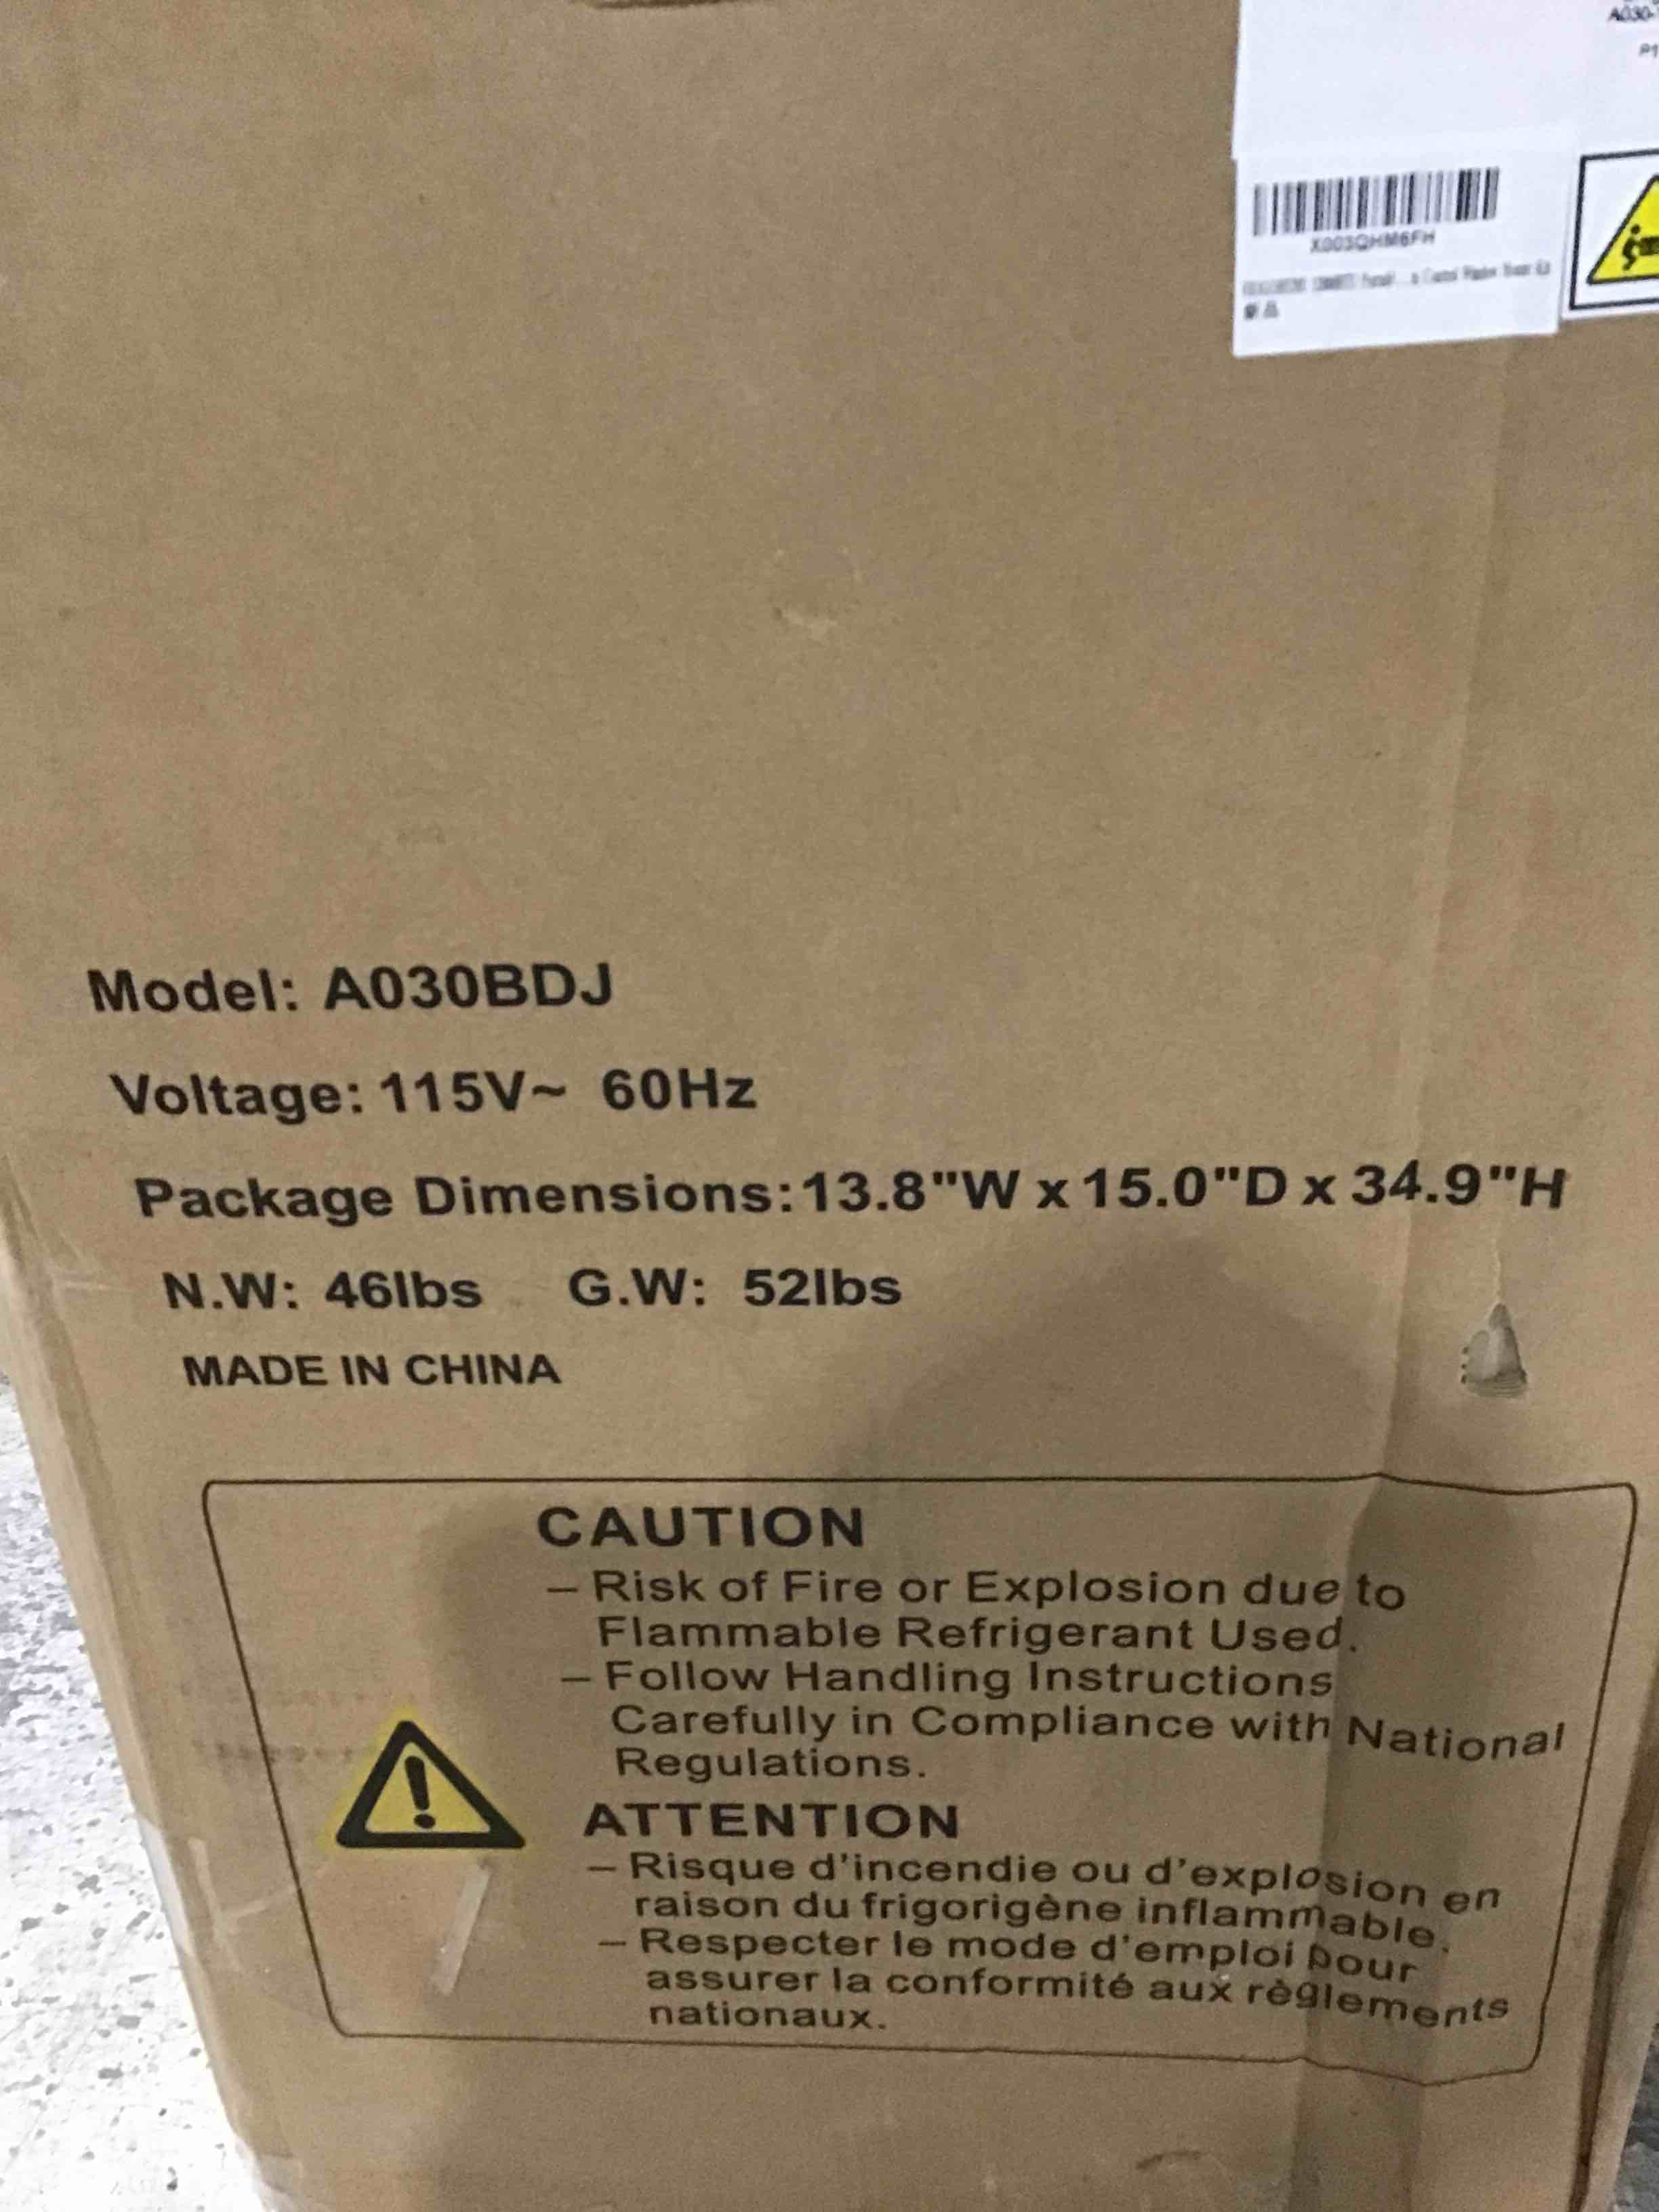 A030-
P1
X003QHM6FH
Model: A030BDJ
Voltage: 115V~ 60Hz
Package Dimensions:13.8"W x 15.0"D x 34.9"H
N.W: 46lbs G.W: 52lbs
MADE IN CHINA
CAUTION
– Risk of Fire or Explosion due to
Flammable Refrigerant Used.
– Follow Handling Instructions
Carefully in Compliance with National
Regulations.
ATTENTION
– Risque d'incendie ou d'explosion en
raison du frigorigène inflammable.
– Respecter le mode d'emploi pour
assurer la conformité aux règlements
nationaux.